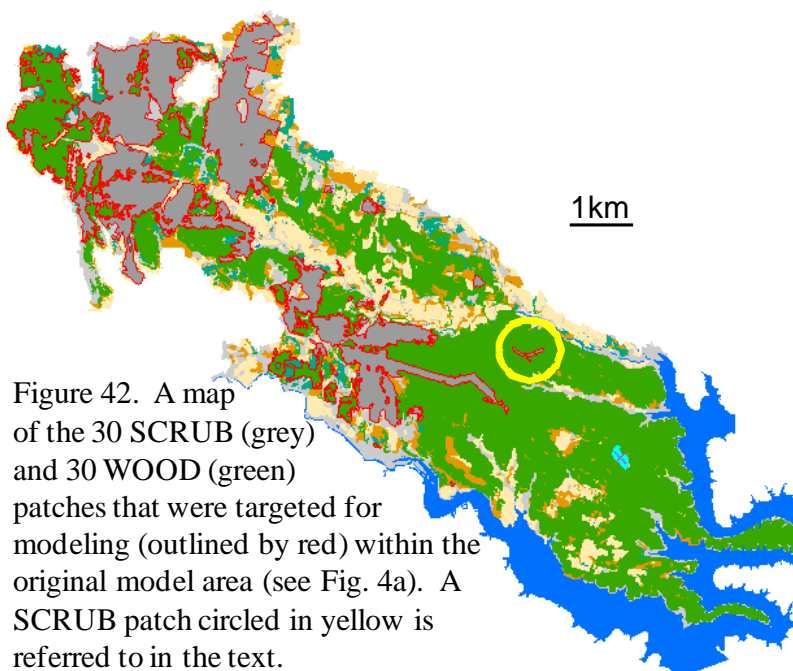 1km
Figure 42. A map
of the 30 SCRUB (grey)
and 30 WOOD (green)
patches that were targeted for
modeling (outlined by red) within the
original model area (see Fig. 4a). A
SCRUB patch circled in yellow is
referred to in the text.